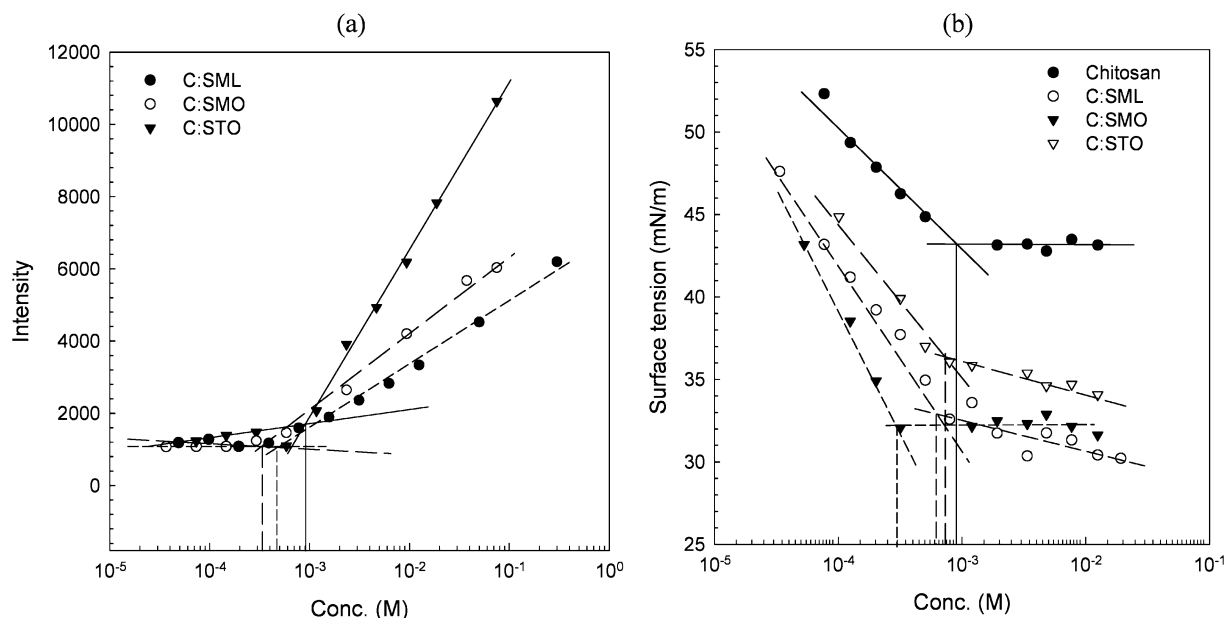 (a)
12000
10000
8000
6000
4000
2000
0
Intensity
C:SML
C:SMO
C:STO
10-5
10-4
10-3
10-2
10-1
100
Conc. (M)
(b)
55
50
45
40
35
30
25
Surface tension (mN/m)
Chitosan
C:SML
C:SMO
C:STO
10-5
10-4
10-3
10-2
10-1
Conc. (M)